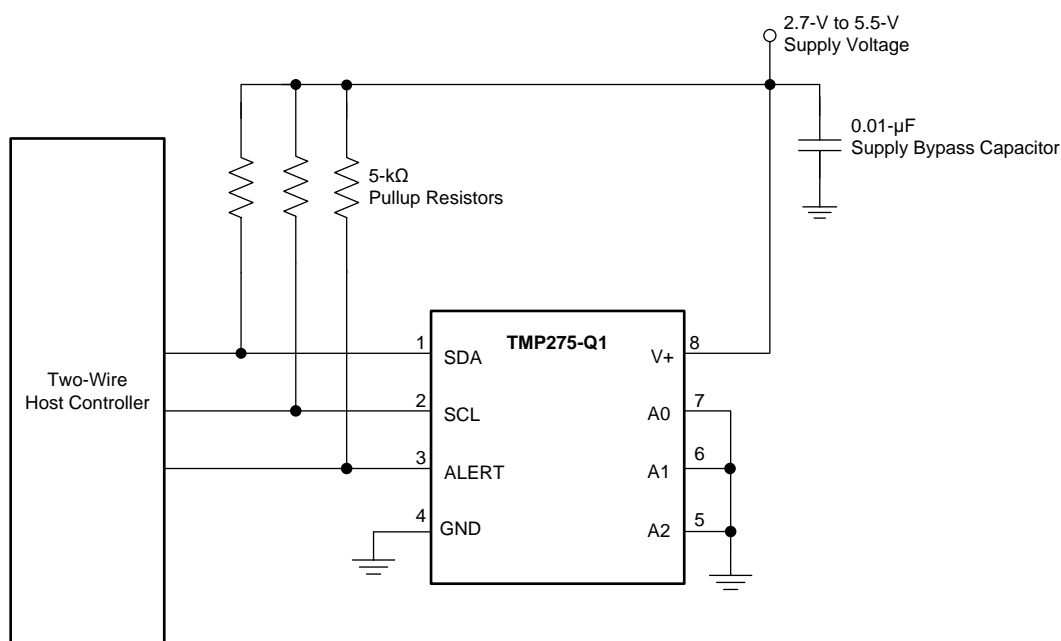 2.7-V to 5.5-V
Supply Voltage
0.01-µF
Supply Bypass Capacitor
5-kΩ
Pullup Resistors
Two-Wire
Host Controller
TMP275-Q1
1
SDA
V+
8
2
SCL
A0
7
3
ALERT
A1
6
4
GND
A2
5